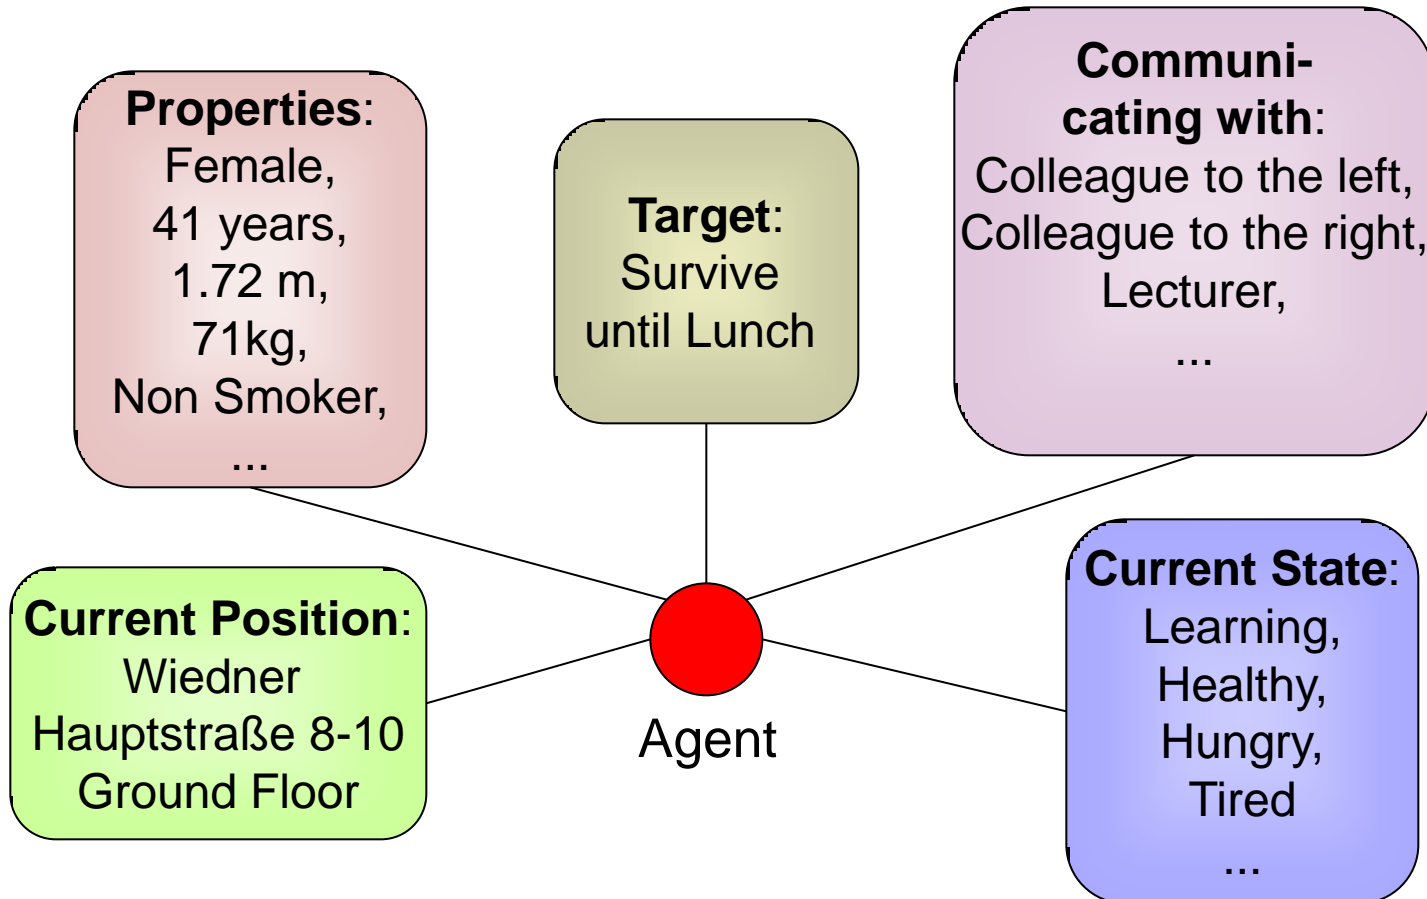 Properties:
Female,
41 years,
1.72 m,
71kg,
Non Smoker,
...
Target:
Survive
until Lunch
Communi-
cating with:
Colleague to the left,
Colleague to the right,
Lecturer,
...
Current Position:
Wiedner
Hauptstraße 8-10
Ground Floor
Agent
Current State:
Learning,
Healthy,
Hungry,
Tired
...